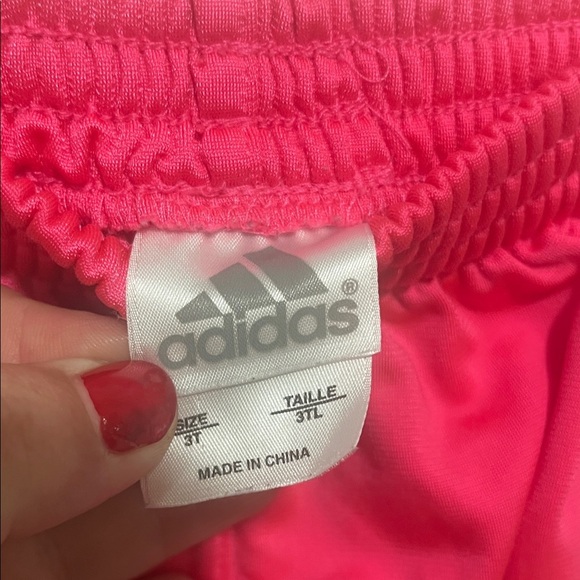 adidas®
SIZE TAILLE
3T 3TL
MADE IN CHINA